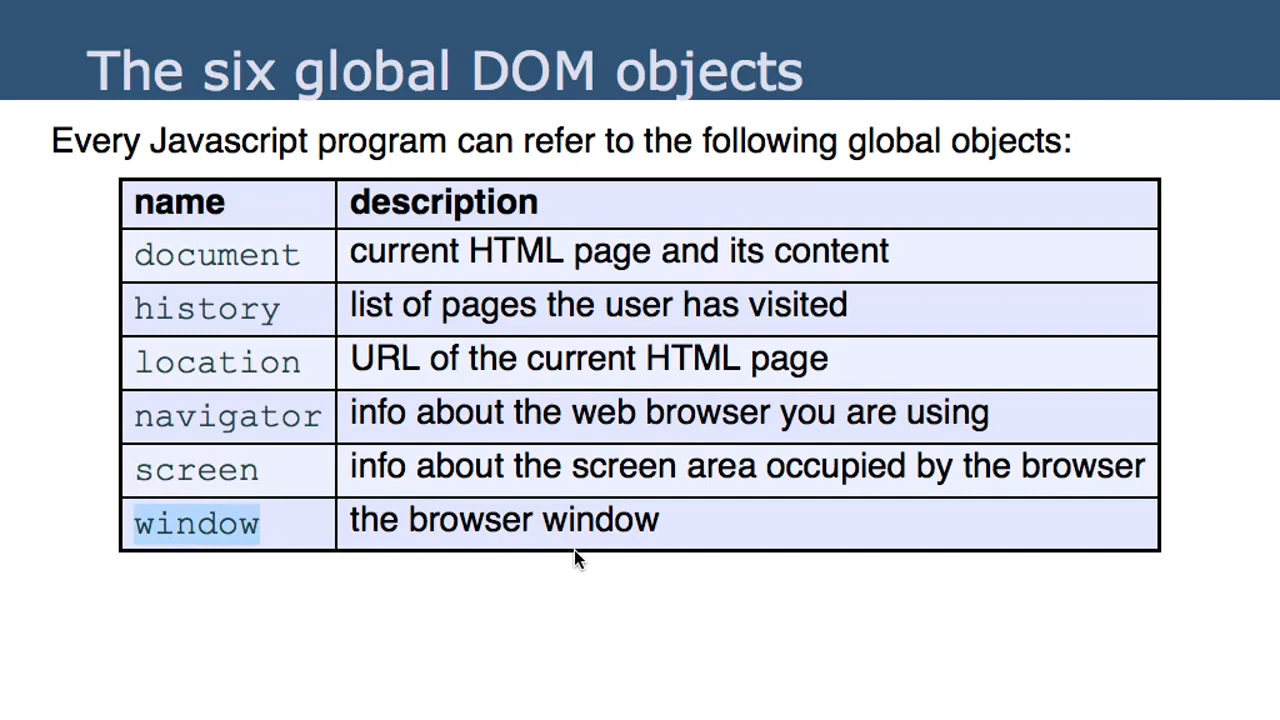 The six global DOM objects
Every Javascript program can refer to the following global objects:
name description
document current HTML page and its content
history list of pages the user has visited
location URL of the current HTML page
navigator info about the web browser you are using
screen info about the screen area occupied by the browser
window the browser window